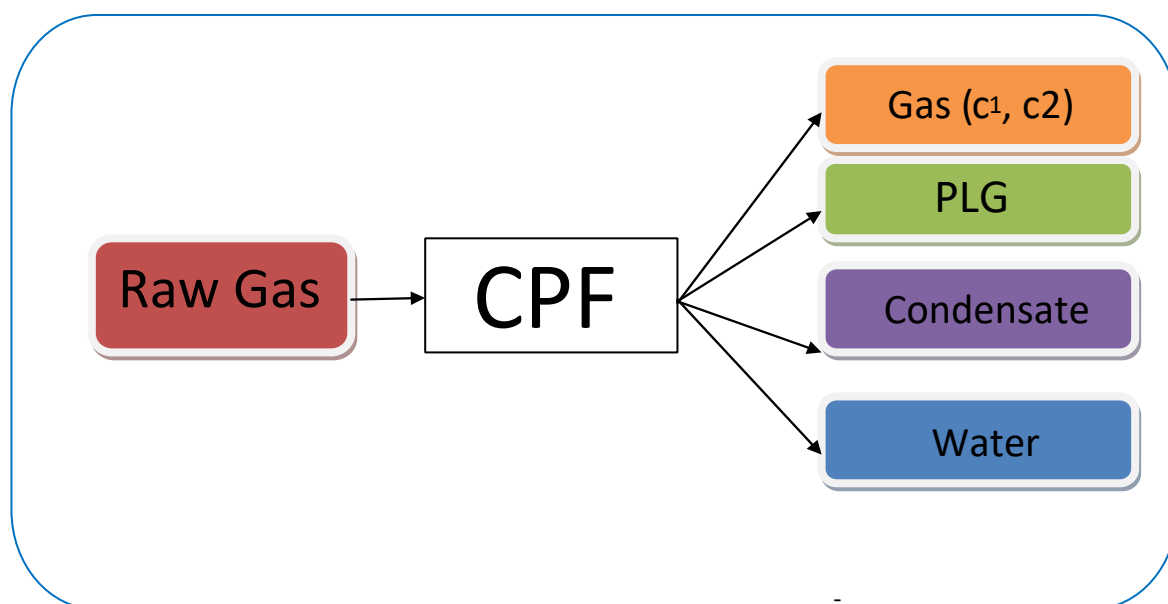 Raw Gas
CPF
Gas (c1, c2)
PLG
Condensate
Water
-